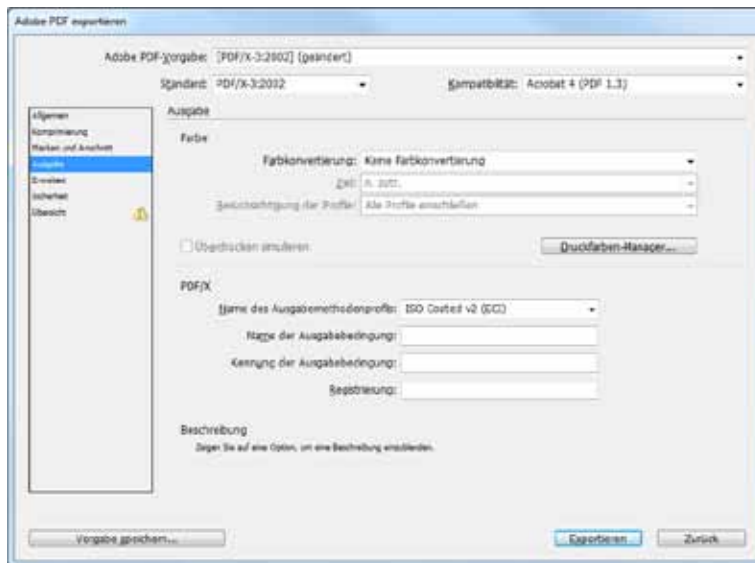 Adobe PDF exportieren
Adobe PDF-Vorgabe: [PDF/X-3:2002] (geändert)
Standard: PDF/X-3:2002 Kompatibilität: Acrobat 4 (PDF 1.3)
Allgemein
Komprimierung
Marken und Anschnitt
Ausgabe
Erweitert
Sicherheit
Übersicht
Ausgabe
Farbe
Farbkonvertierung: Keine Farbkonvertierung
Ziel: n. zutr.
Berücksichtigung der Profile: Alle Profile einschließen
Überdrucken simulieren
Druckfarben-Manager...
PDF/X
Name des Ausgabemethodenprofils: ISO Coated v2 (ECI)
Name der Ausgabebedingung:
Kennung der Ausgabebedingung:
Registrierung:
Beschreibung
Zeigen Sie auf eine Option, um eine Beschreibung einzublenden.
Vorgabe speichern... Exportieren Zurück